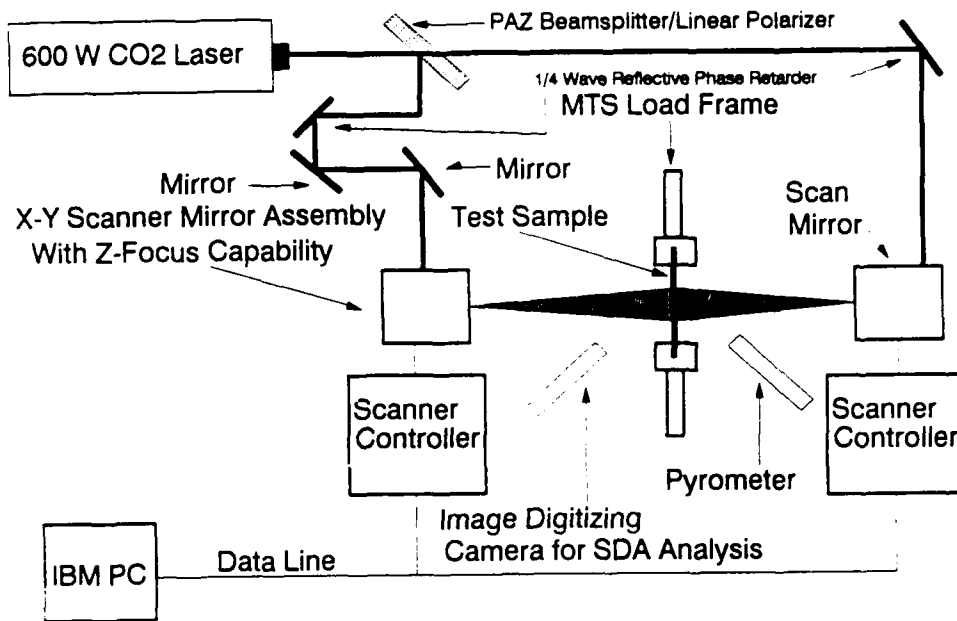 PAZ Beamsplitter/Linear Polarizer
600 W CO2 Laser
1/4 Wave Reflective Phase Retarder
MTS Load Frame
Mirror
Mirror
X-Y Scanner Mirror Assembly
With Z-Focus Capability
Test Sample
Scan
Mirror
Scanner
Controller
Scanner
Controller
Pyrometer
Image Digitizing
Camera for SDA Analysis
IBM PC
Data Line